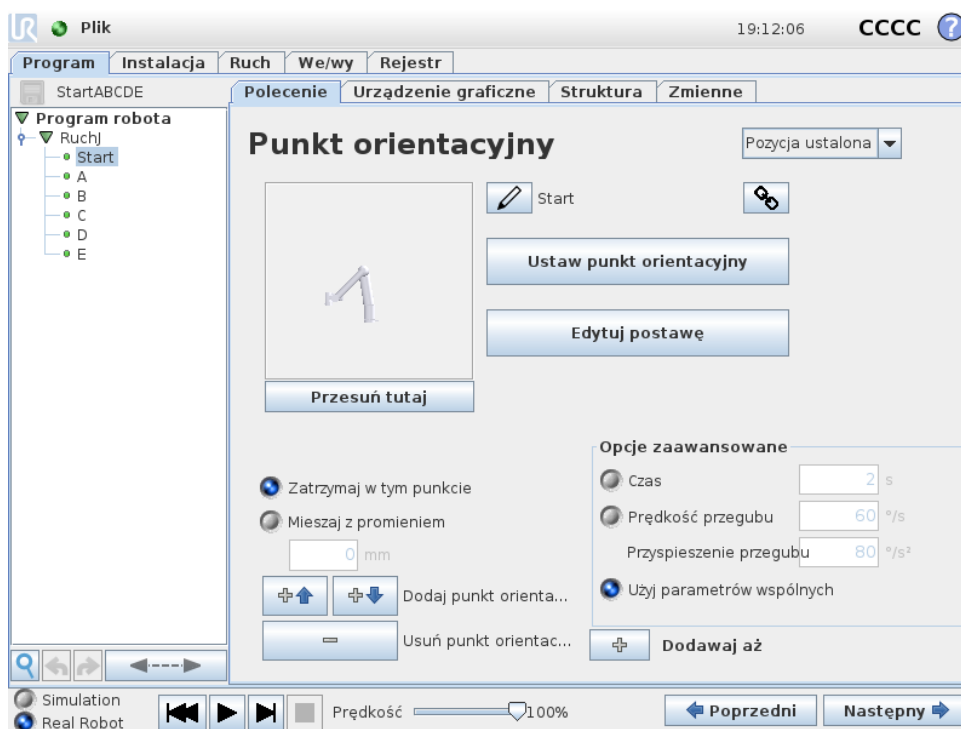 UR Plik 19:12:06 CCCC ?
Program Instalacja Ruch We/wy Rejestr
StartABCDE
Polecenie Urządzenie graficzne Struktura Zmienne
Program robota
RuchJ
Start
A
B
C
D
E
Punkt orientacyjny
Pozycja ustalona
Start
Ustaw punkt orientacyjny
Edytuj postawę
Przesuń tutaj
Zatrzymaj w tym punkcie
Mieszaj z promieniem
0 mm
Dodaj punkt orienta...
Usuń punkt orientac...
Opcje zaawansowane
Czas 2 s
Prędkość przegubu 60 °/s
Przyspieszenie przegubu 80 °/s²
Użyj parametrów wspólnych
Dodawaj aż
Simulation
Real Robot
Prędkość 100%
Poprzedni
Następny